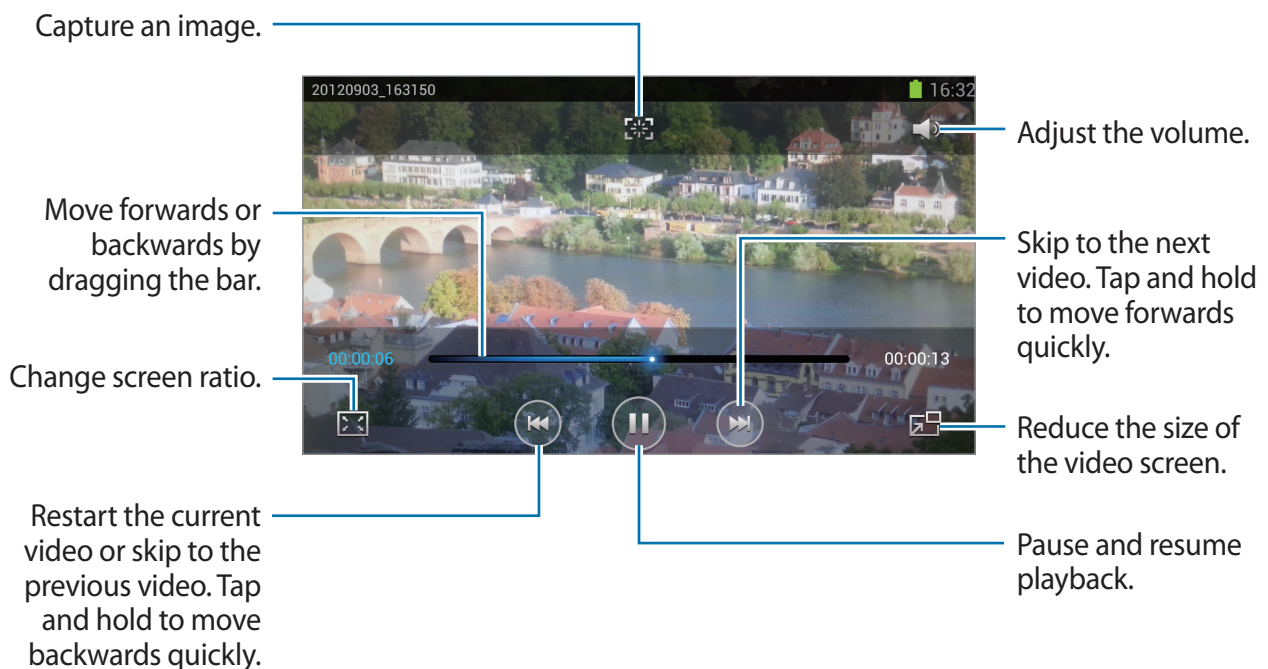 Capture an image.
20120903_163150
16:32
Adjust the volume.
Move forwards or
backwards by
dragging the bar.
Skip to the next
video. Tap and hold
to move forwards
quickly.
00:00:06
00:00:13
Change screen ratio.
Reduce the size of
the video screen.
Restart the current
video or skip to the
previous video. Tap
and hold to move
backwards quickly.
Pause and resume
playback.